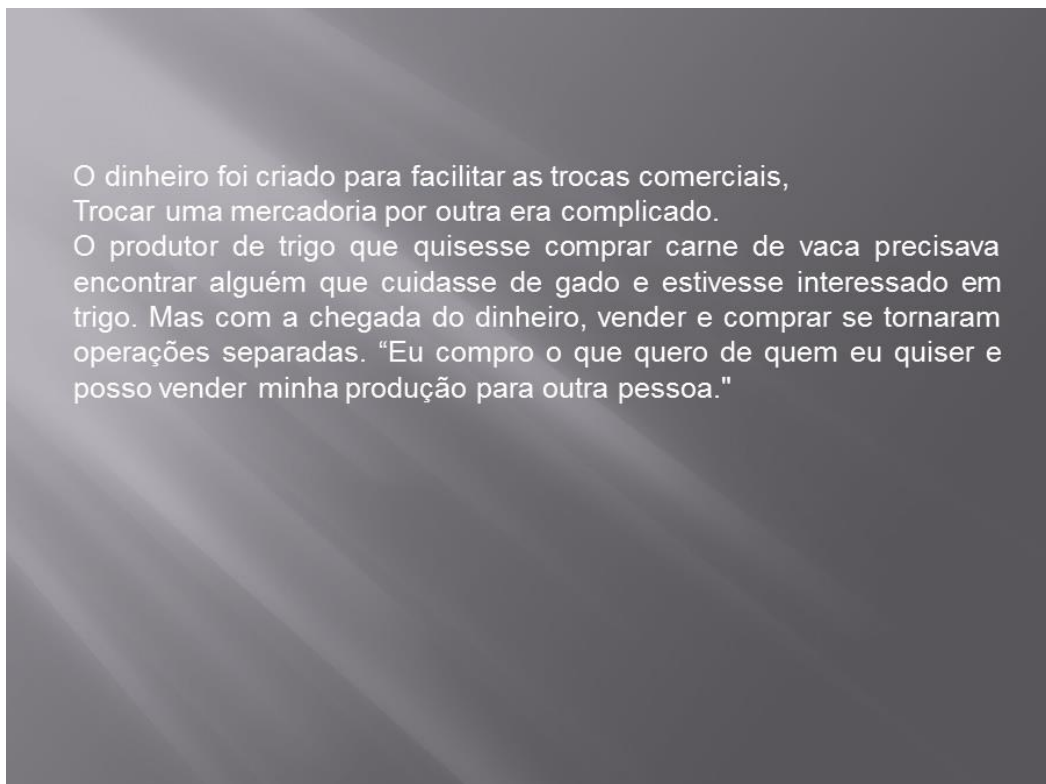 O dinheiro foi criado para facilitar as trocas comerciais,
Trocar uma mercadoria por outra era complicado.
O produtor de trigo que quisesse comprar carne de vaca precisava
encontrar alguém que cuidasse de gado e estivesse interessado em
trigo. Mas com a chegada do dinheiro, vender e comprar se tornaram
operações separadas. “Eu compro o que quero de quem eu quiser e
posso vender minha produção para outra pessoa."